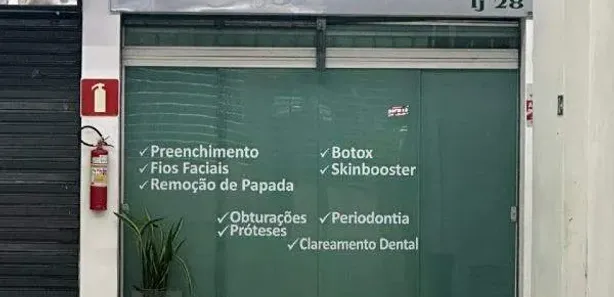 lj 28
✓Preenchimento ✓Botox
✓Fios Faciais ✓Skinbooster
✓Remoção de Papada
✓Obturações ✓Periodontia
✓Próteses
✓Clareamento Dental